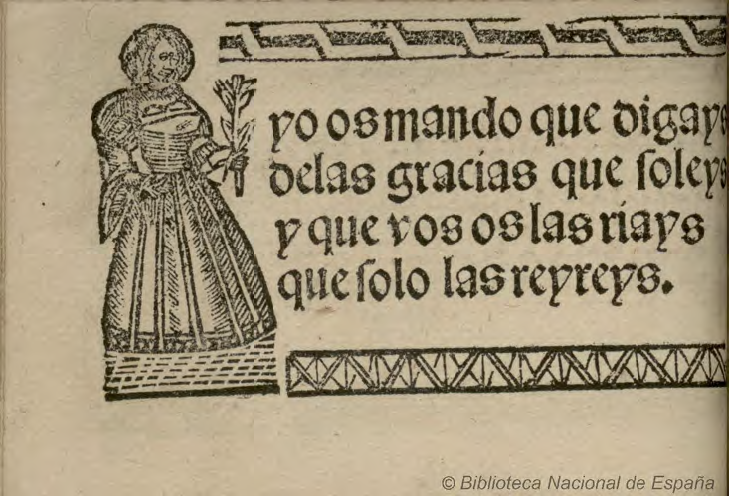 yo os mando que digays
delas gracias que soleys
y que vos os las riays
que solo las reyreys.
© Biblioteca Nacional de España